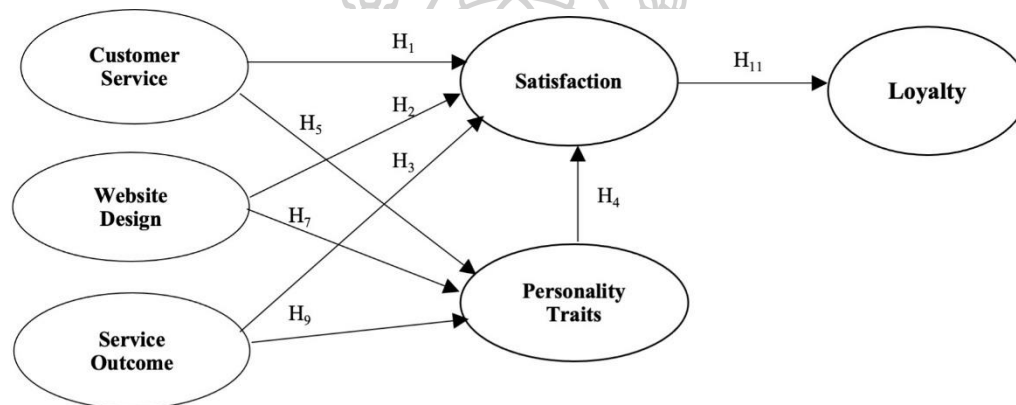 Customer
Service
H₁
Satisfaction
H₁₁
Loyalty
H₂
H₅
H₃
Website
Design
H₇
H₄
Personality
Traits
H₉
Service
Outcome